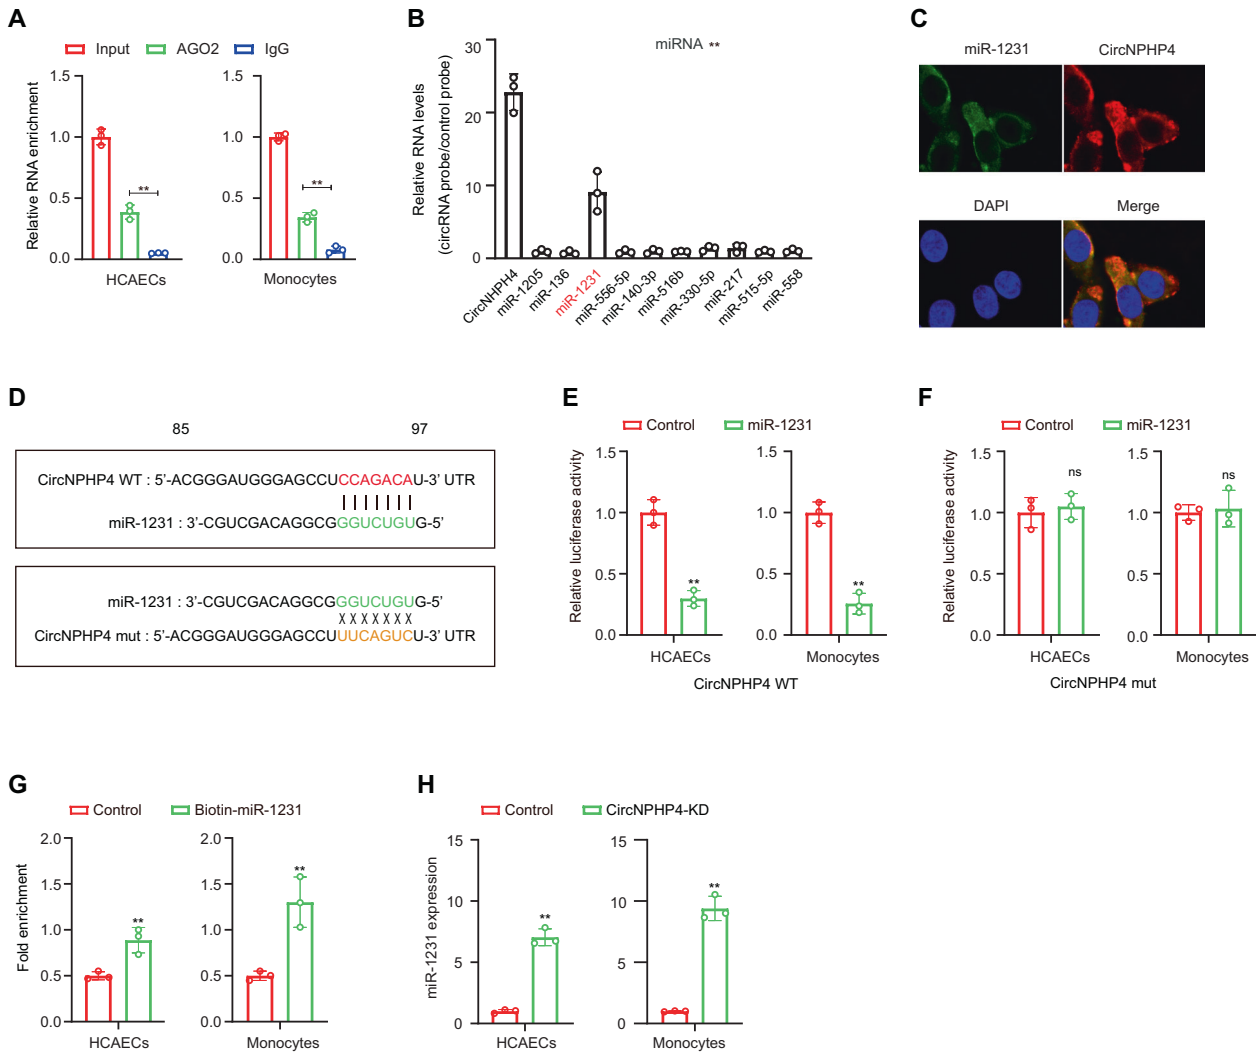 A
Input AGO2 IgG
Relative RNA enrichment
1.5
1.0
0.5
0.0
**
HCAECs
1.5
1.0
0.5
0.0
**
Monocytes
B
miRNA **
Relative RNA levels
(circRNA probe/control probe)
30
20
10
0
CircNHPH4
miR-1205
miR-136
miR-1231
miR-556-5p
miR-140-3p
miR-516b
miR-330-5p
miR-217
miR-515-5p
miR-558
C
miR-1231 CircNPHP4
DAPI Merge
D
85 97
CircNPHP4 WT : 5'-ACGGGAUGGGAGCCUCCAGACAU-3' UTR
miR-1231 : 3'-CGUCGACAGGCGGGUCUGUG-5'
miR-1231 : 3'-CGUCGACAGGCGGGUCUGUG-5'
X X X X X X X
CircNPHP4 mut : 5'-ACGGGAUGGGAGCCUUUCAGUCU-3' UTR
E
Control miR-1231
Relative luciferase activity
1.5
1.0
0.5
0.0
**
HCAECs
1.5
1.0
0.5
0.0
**
Monocytes
CircNPHP4 WT
F
Control miR-1231
Relative luciferase activity
1.5
1.0
0.5
0.0
ns
HCAECs
1.5
1.0
0.5
0.0
ns
Monocytes
CircNPHP4 mut
G
Control Biotin-miR-1231
Fold enrichment
2.0
1.5
1.0
0.5
0.0
**
HCAECs
2.0
1.5
1.0
0.5
0.0
**
Monocytes
H
Control CircNPHP4-KD
miR-1231 expression
15
10
5
0
**
HCAECs
15
10
5
0
**
Monocytes